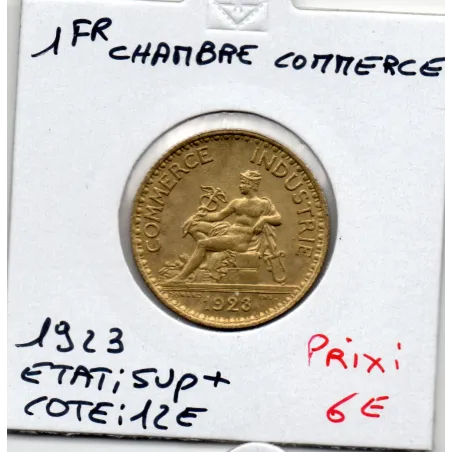 1FR CHAMBRE COMMERCE
COMMERCE INDUSTRIE
1923
1923
ETAT; SUP+
COTE: 12E
PRIX:
6E